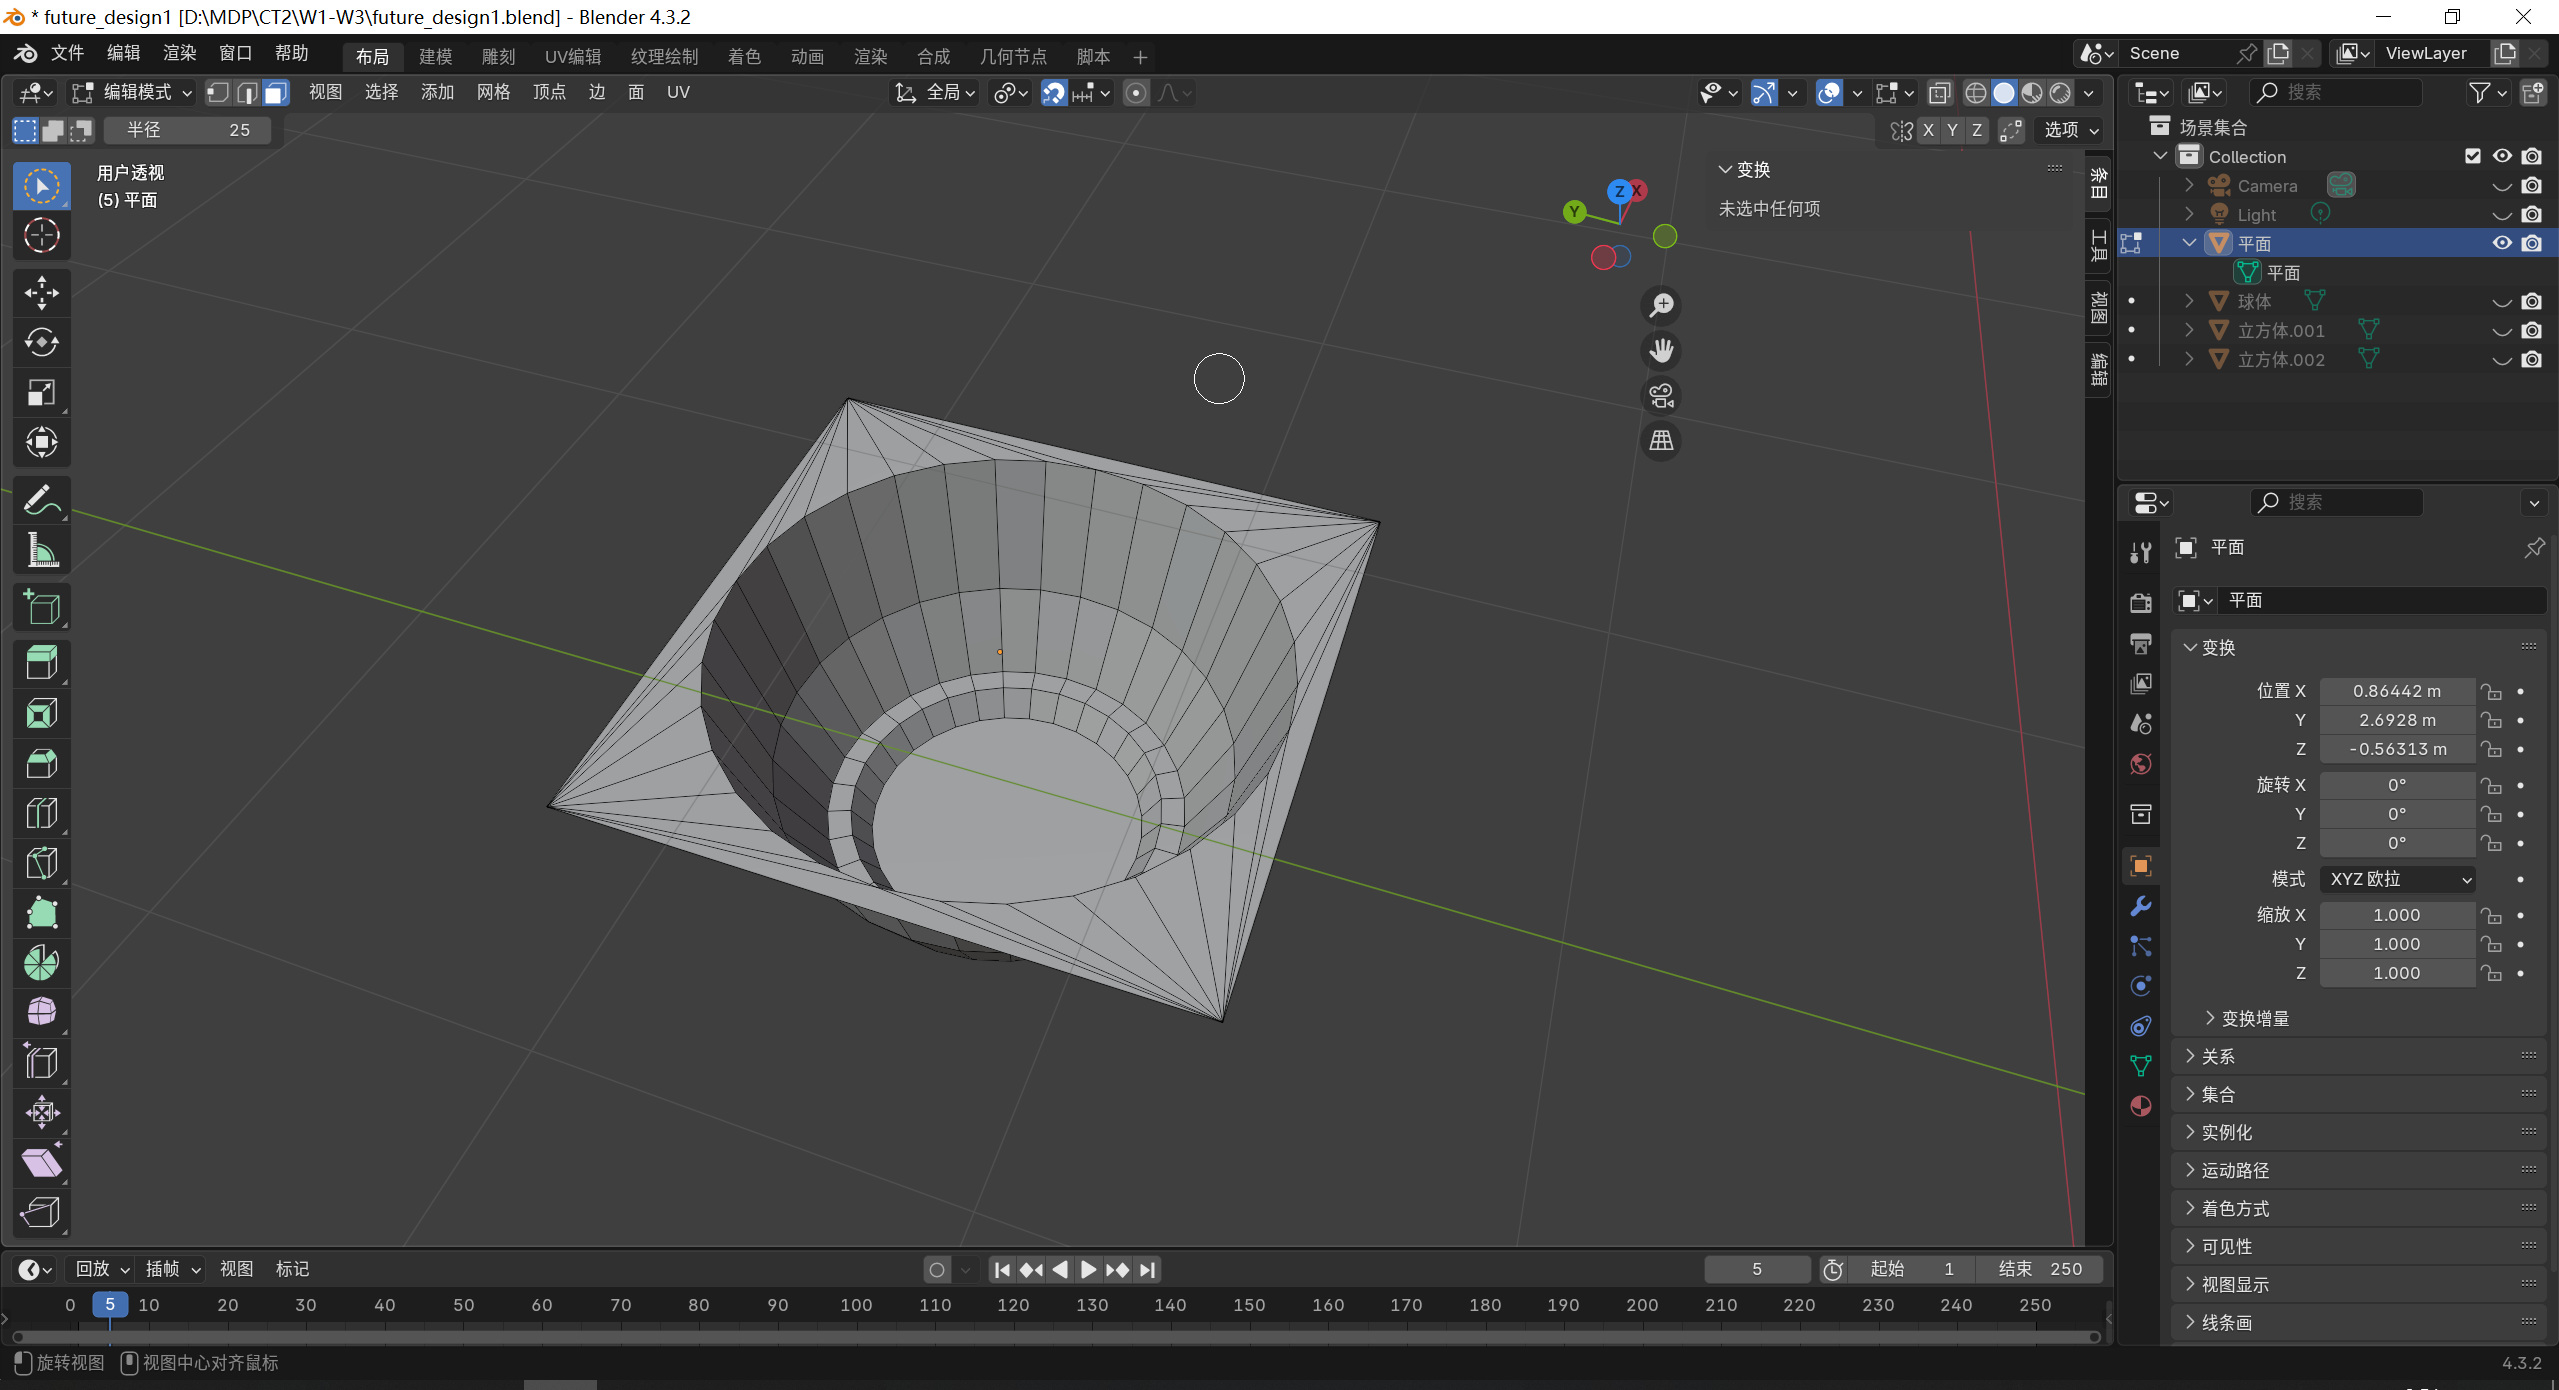 * future_design1 [D:\MDP\CT2\W1-W3\future_design1.blend] - Blender 4.3.2
文件 编辑 渲染 窗口 帮助 布局 建模 雕刻 UV编辑 纹理绘制 着色 动画 渲染 合成 几何节点 脚本 Scene ViewLayer
编辑模式 视图 选择 添加 网格 顶点 边 面 UV 全局
半径 25 X Y Z 选项
用户透视
(5) 平面
Z X Y
变换
未选中任何项
条目
工具
视图
编辑
搜索
场景集合
Collection
Camera
Light
平面
平面
球体
立方体.001
立方体.002
搜索
平面
平面
变换
位置 X 0.86442 m
Y 2.6928 m
Z -0.56313 m
旋转 X 0°
Y 0°
Z 0°
模式 XYZ 欧拉
缩放 X 1.000
Y 1.000
Z 1.000
变换增量
关系
集合
实例化
运动路径
着色方式
可见性
视图显示
线条画
回放 插帧 视图 标记 5 起始 1 结束 250
0 5 10 20 30 40 50 60 70 80 90 100 110 120 130 140 150 160 170 180 190 200 210 220 230 240 250
旋转视图 视图中心对齐鼠标 4.3.2